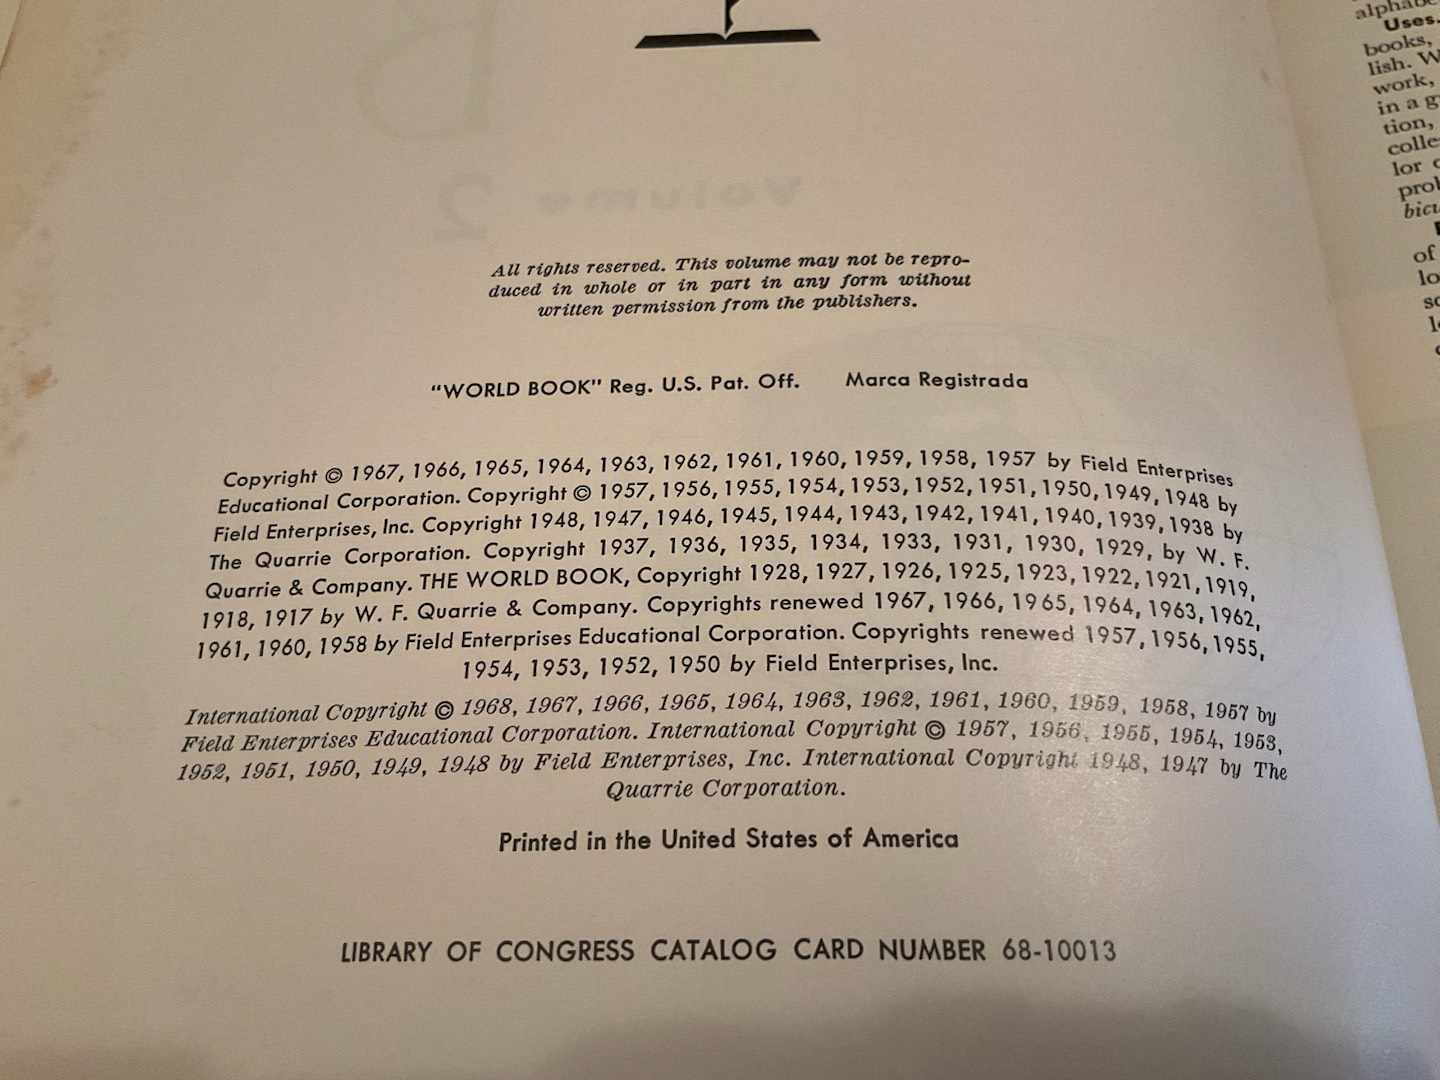 All rights reserved. This volume may not be repro-
duced in whole or in part in any form without
written permission from the publishers.
"WORLD BOOK" Reg. U.S. Pat. Off. Marca Registrada
Copyright © 1967, 1966, 1965, 1964, 1963, 1962, 1961, 1960, 1959, 1958, 1957 by Field Enterprises
Educational Corporation. Copyright © 1957, 1956, 1955, 1954, 1953, 1952, 1951, 1950, 1949, 1948 by
Field Enterprises, Inc. Copyright 1948, 1947, 1946, 1945, 1944, 1943, 1942, 1941, 1940, 1939, 1938 by
The Quarrie Corporation. Copyright 1937, 1936, 1935, 1934, 1933, 1931, 1930, 1929, by W. F.
Quarrie & Company. THE WORLD BOOK, Copyright 1928, 1927, 1926, 1925, 1923, 1922, 1921, 1919,
1918, 1917 by W. F. Quarrie & Company. Copyrights renewed 1967, 1966, 1965, 1964, 1963, 1962,
1961, 1960, 1958 by Field Enterprises Educational Corporation. Copyrights renewed 1957, 1956, 1955,
1954, 1953, 1952, 1950 by Field Enterprises, Inc.
International Copyright © 1968, 1967, 1966, 1965, 1964, 1963, 1962, 1961, 1960, 1959, 1958, 1957 by
Field Enterprises Educational Corporation. International Copyright © 1957, 1956, 1955, 1954, 1953,
1952, 1951, 1950, 1949, 1948 by Field Enterprises, Inc. International Copyright 1948, 1947 by The
Quarrie Corporation.
Printed in the United States of America
LIBRARY OF CONGRESS CATALOG CARD NUMBER 68-10013
Volume 2
Uses.
books,
lish. W
work,
in a g
tion,
colle
lor
prob
bicu
of
lo